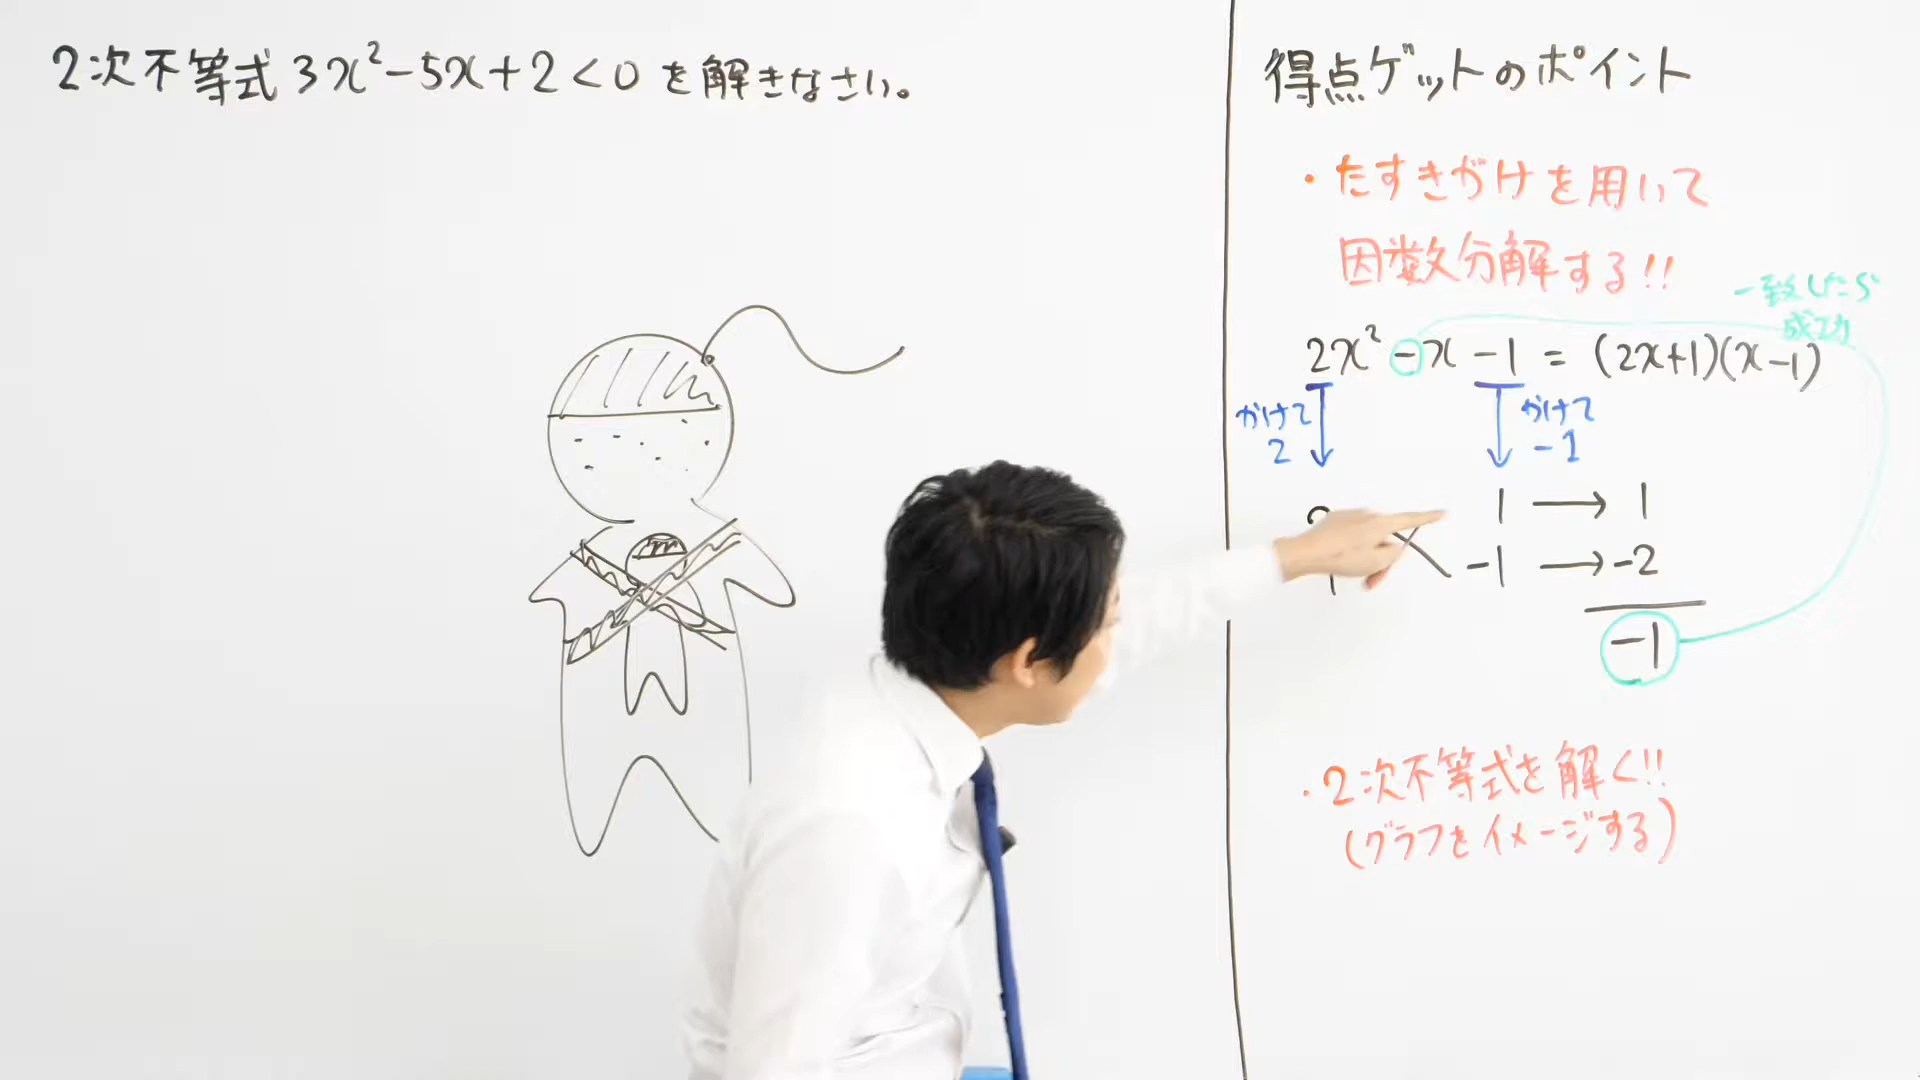 2次不等式 3x²-5x+2<0 を解きなさい。
得点ゲットのポイント
・たすきがけを用いて
因数分解する!!
一致したら
成功
2x²-x-1=(2x+1)(x-1)
かけて
2
かけて
-1
1 → 1
-1 → -2
-1
・2次不等式を解く!!
(グラフをイメージする)